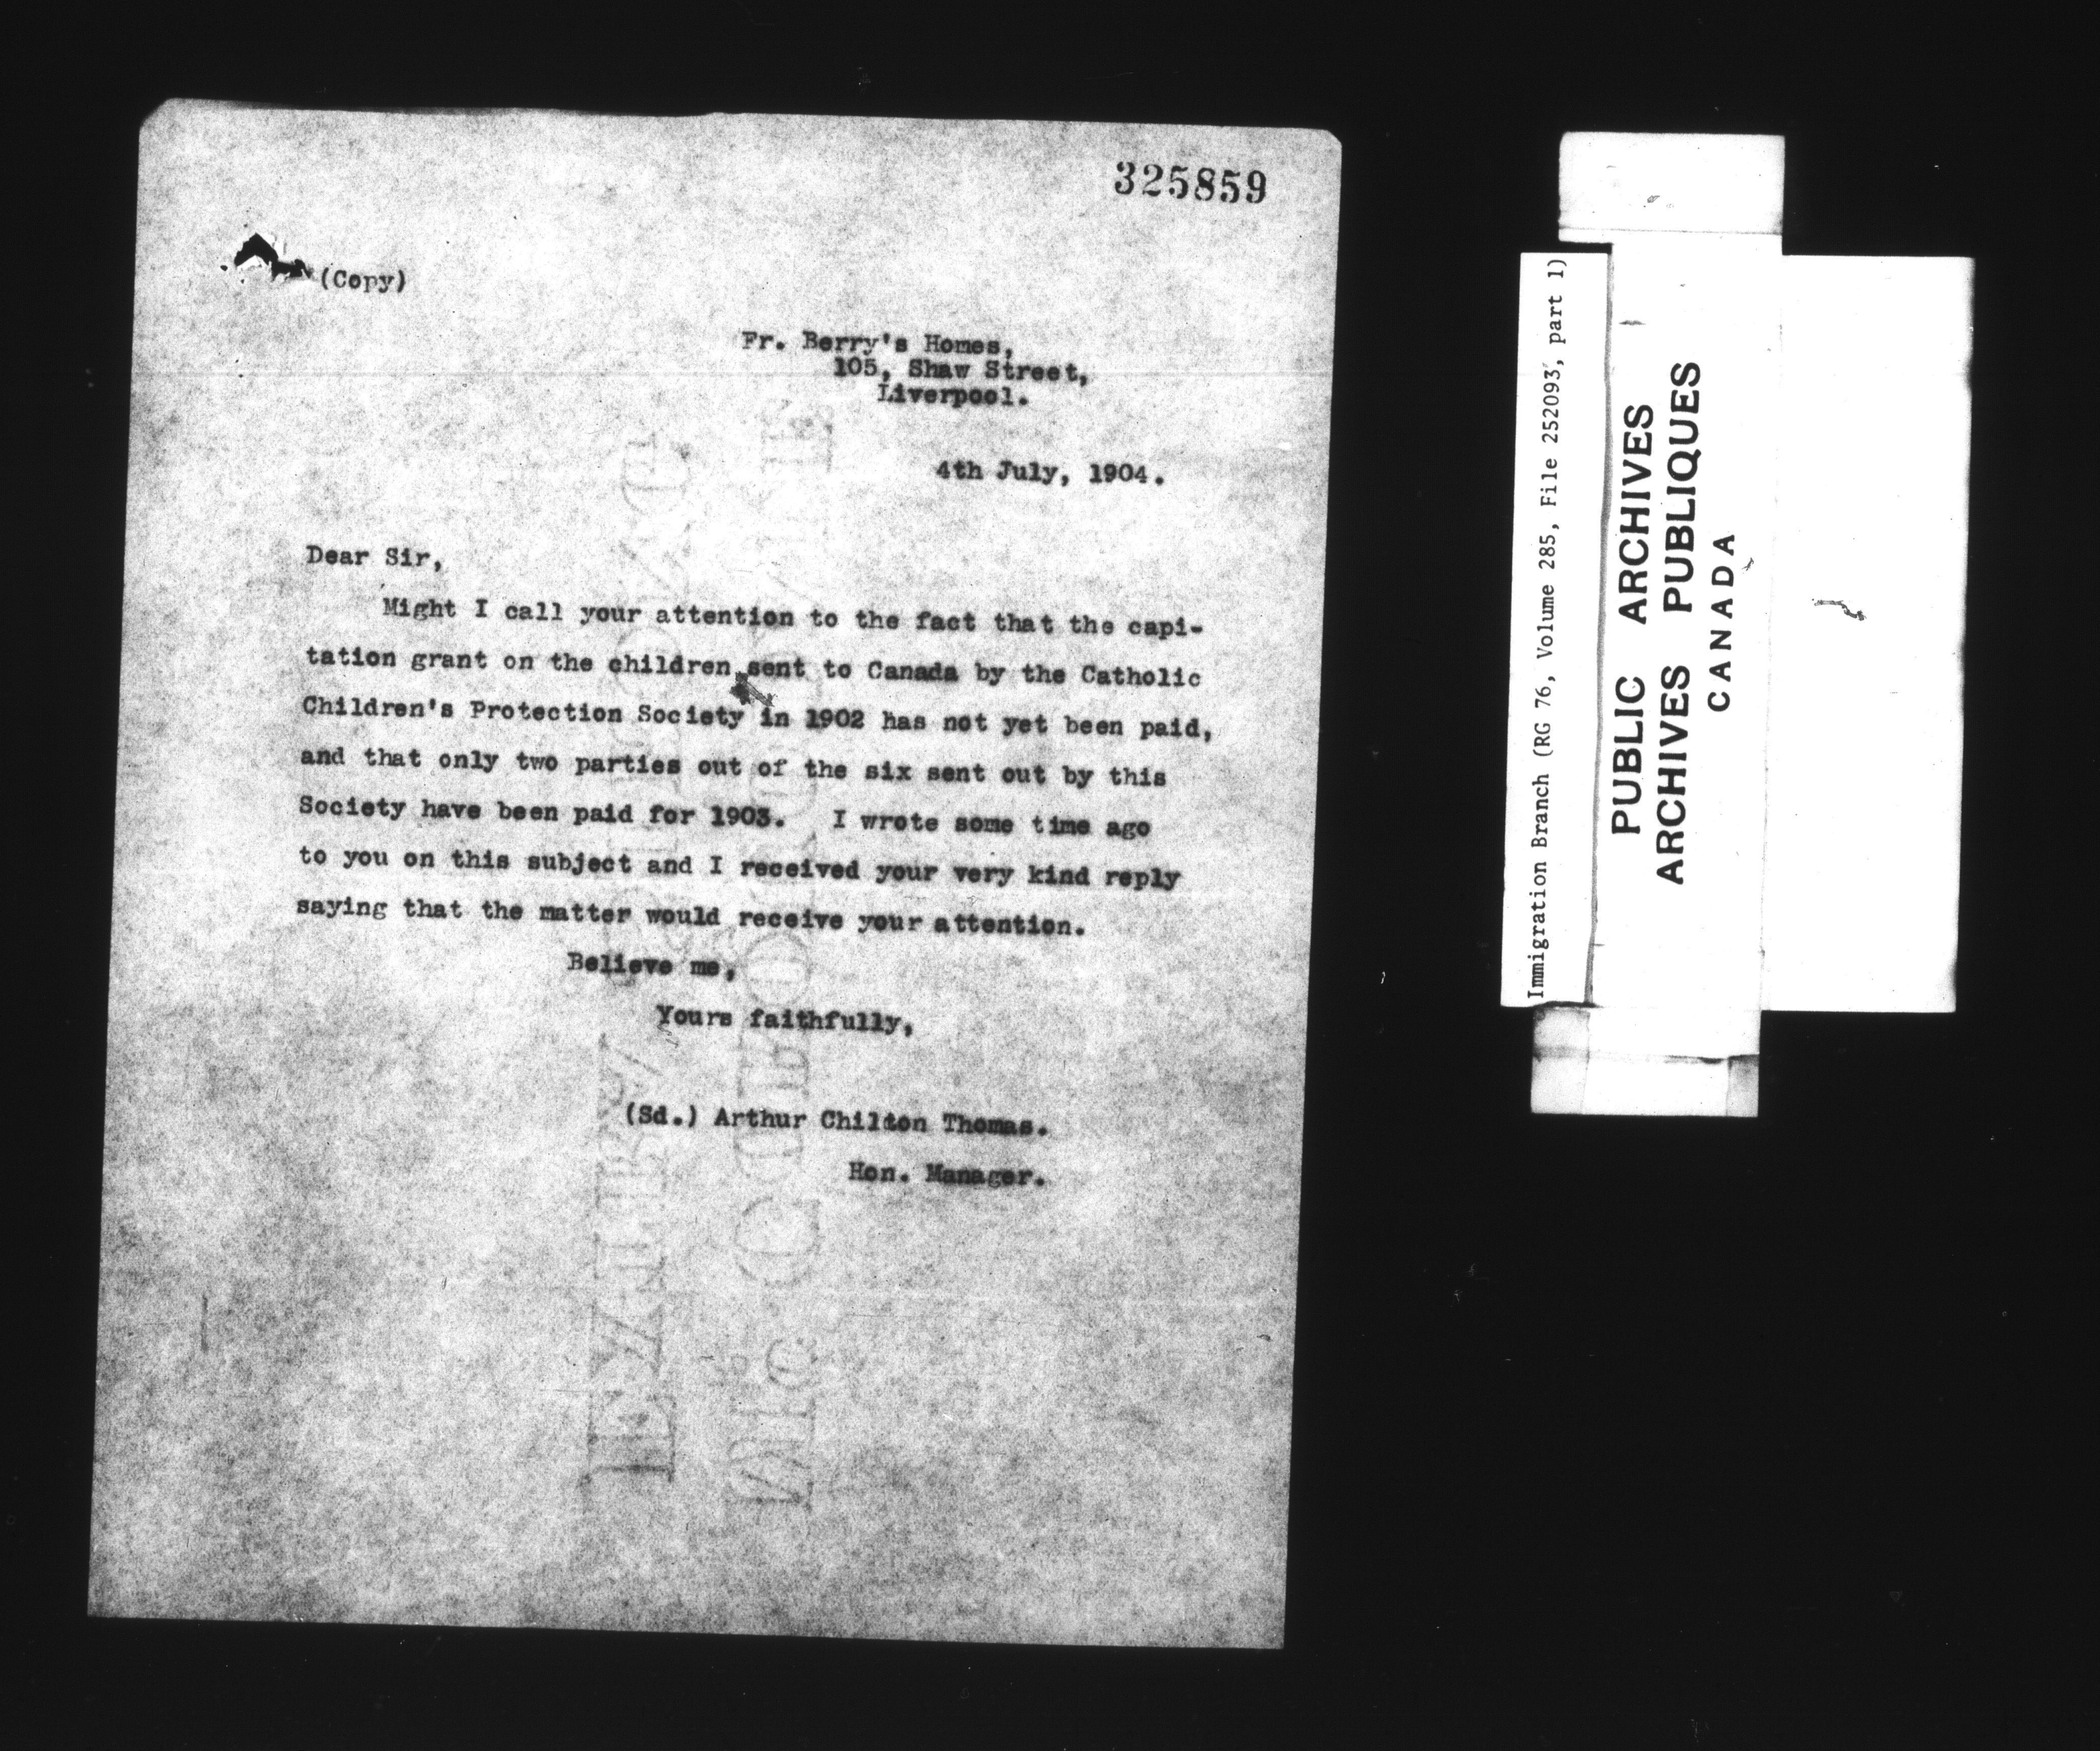 325859
(Copy)
Fr. Berry's Homes,
105, Shaw Street,
Liverpool.
4th July, 1904.
Dear Sir,
Might I call your attention to the fact that the capi-
tation grant on the children sent to Canada by the Catholic
Children's Protection Society in 1902 has not yet been paid,
and that only two parties out of the six sent out by this
Society have been paid for 1903. I wrote some time ago
to you on this subject and I received your very kind reply
saying that the matter would receive your attention.
Believe me,
Yours faithfully,
(Sd.) Arthur Chilton Thomas.
Hon. Manager.
Immigration Branch (RG 76, Volume 285, File 252093, part 1)
PUBLIC ARCHIVES
ARCHIVES PUBLIQUES
CANADA